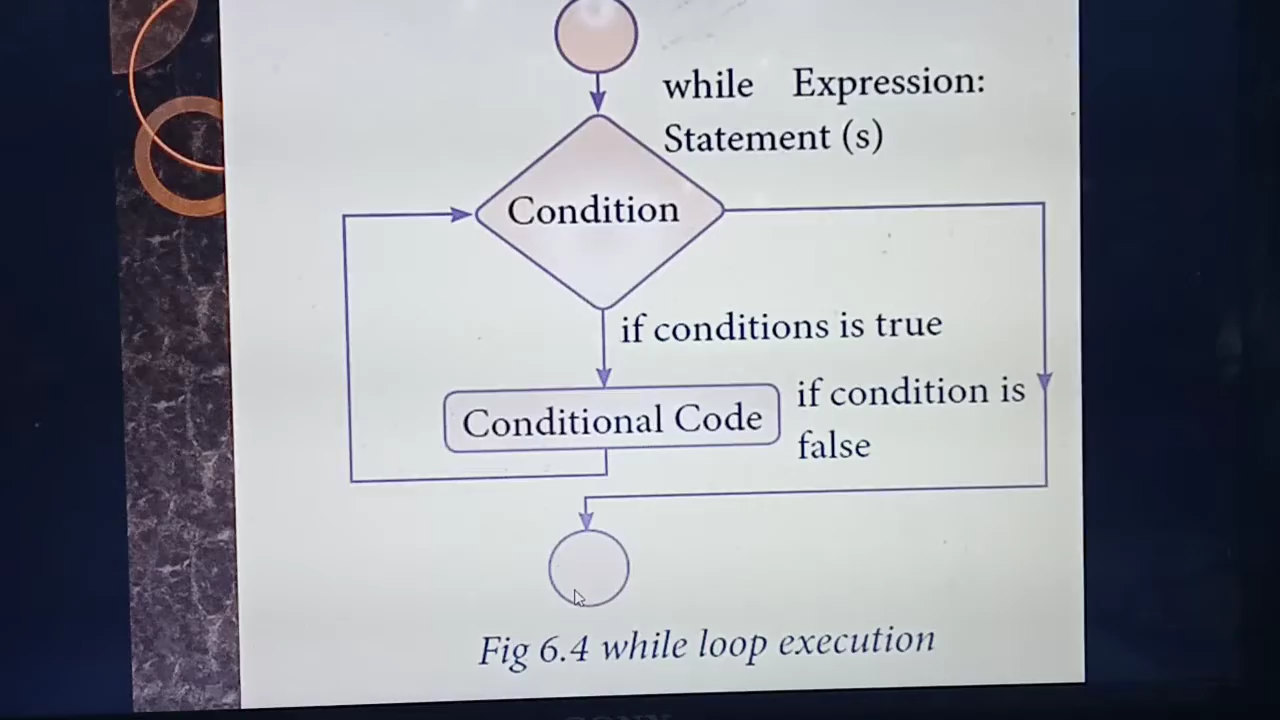 while Expression:
Statement (s)
Condition
if conditions is true
Conditional Code
if condition is
false
Fig 6.4 while loop execution